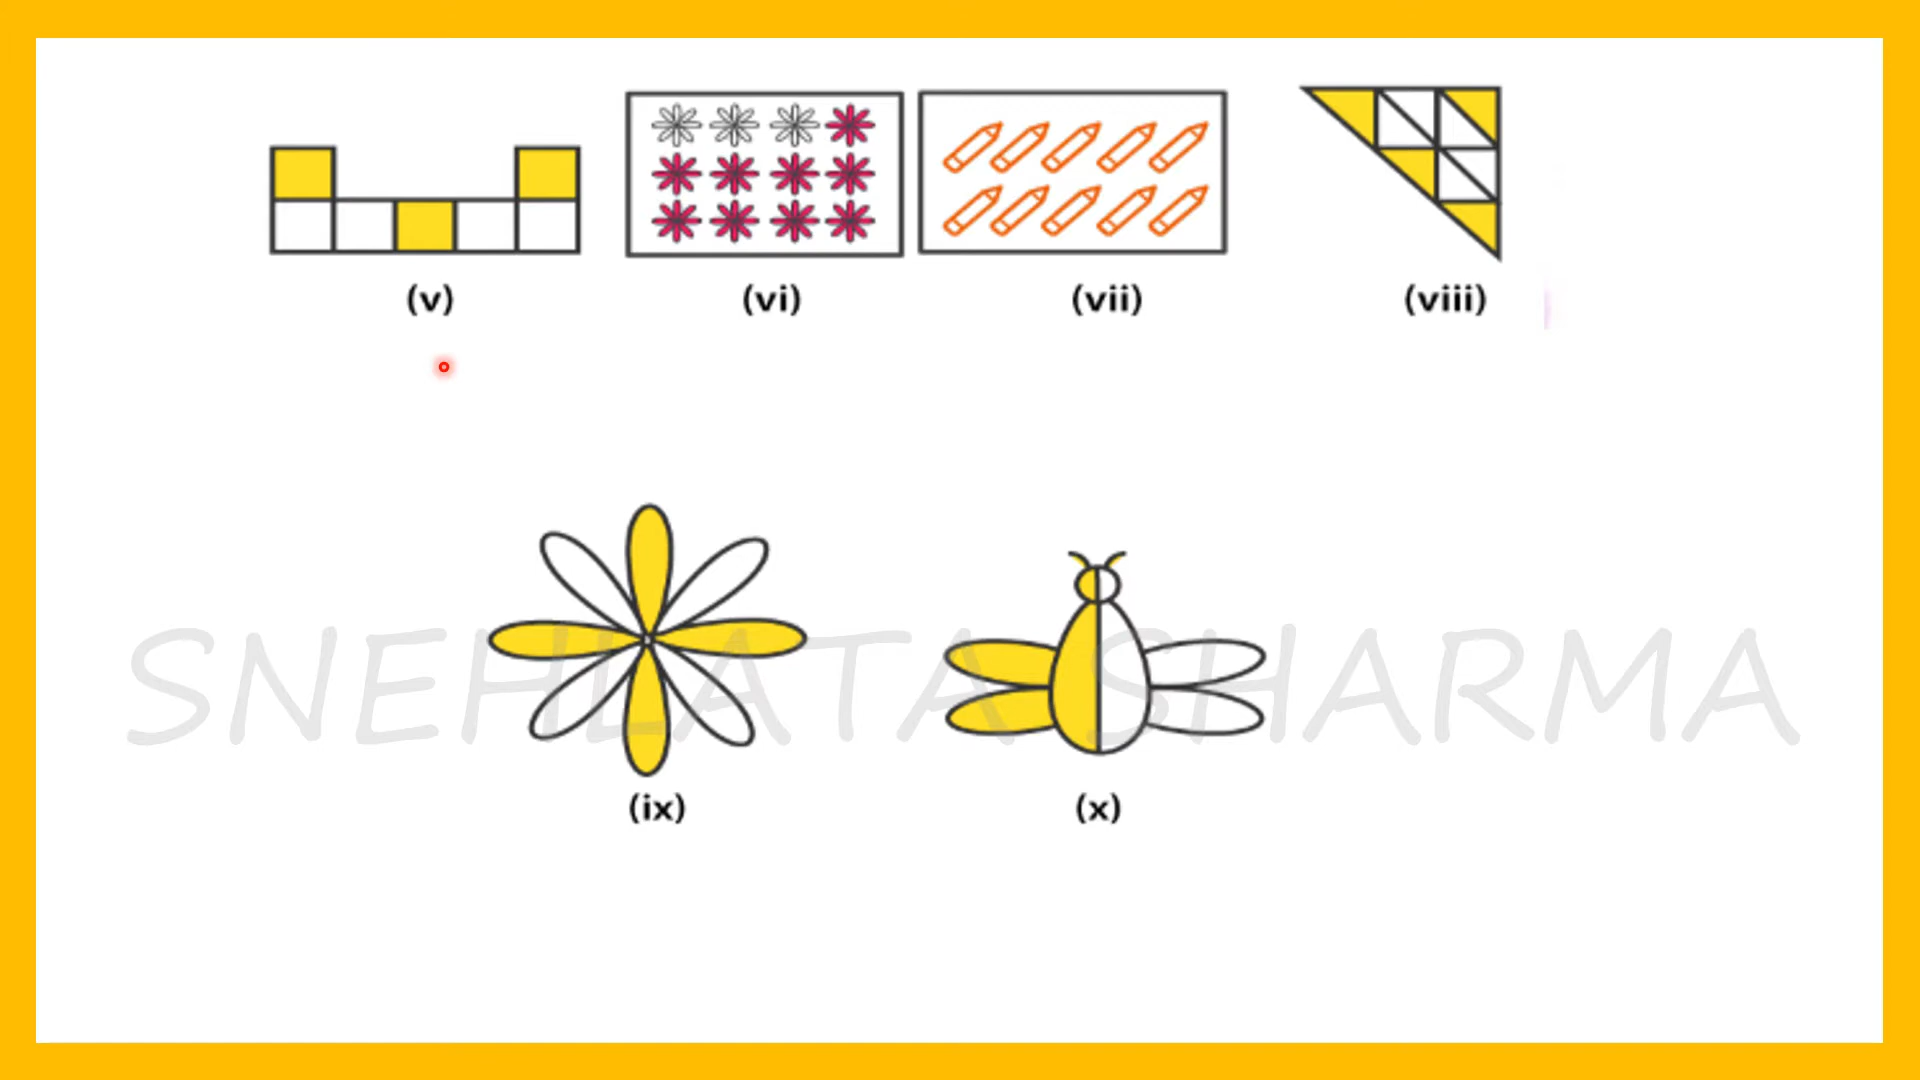 (v) (vi) (vii) (viii)
SNEHLATA SHARMA
(ix) (x)